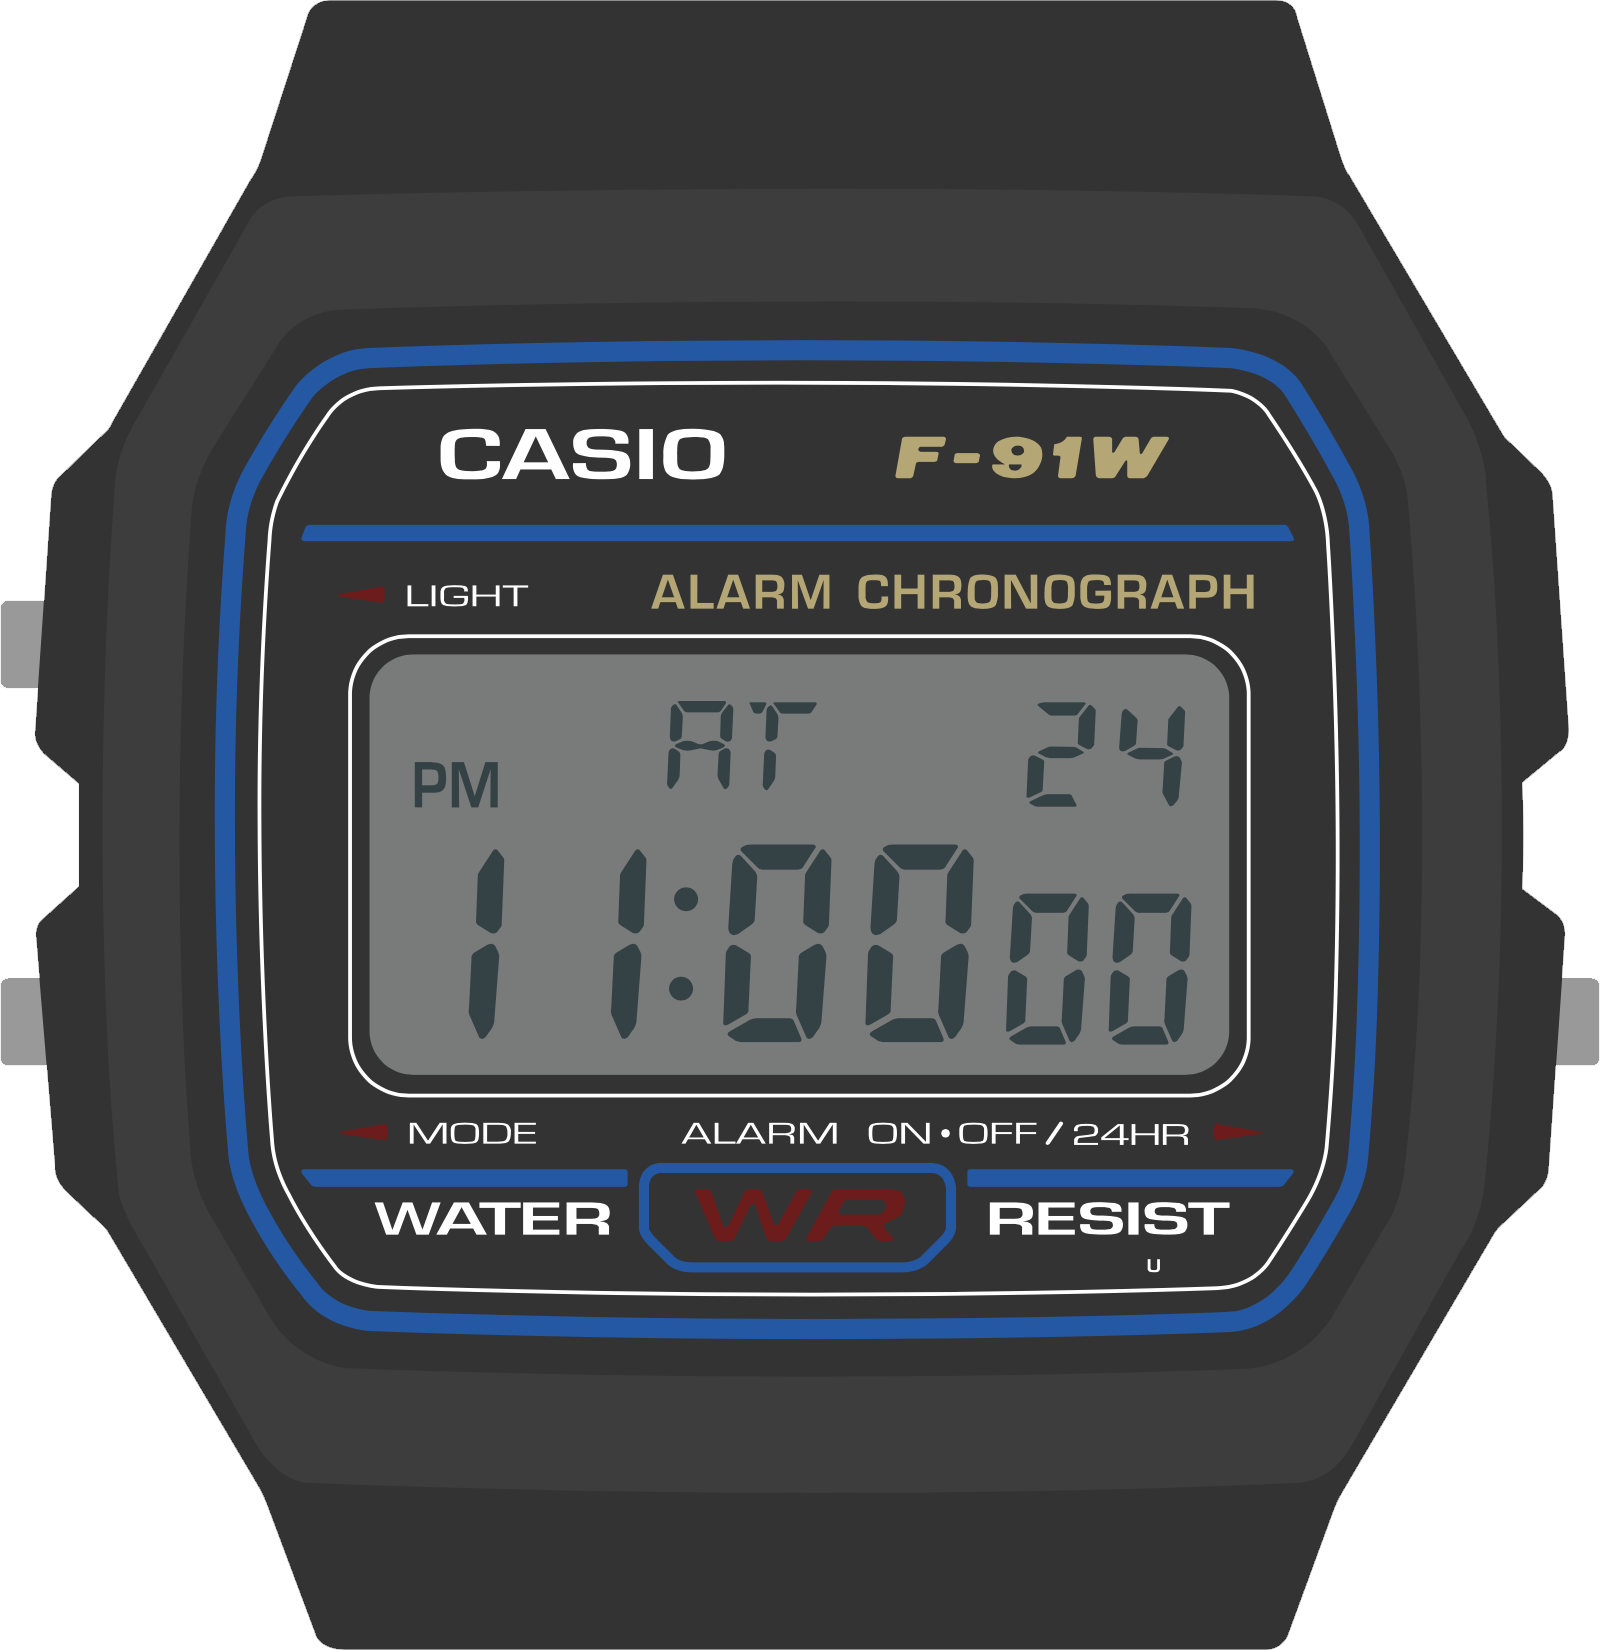 CASIO F-91W
LIGHT ALARM CHRONOGRAPH
AT 24
PM
11:00 00
MODE ALARM ON•OFF/24HR
WATER WR RESIST
U